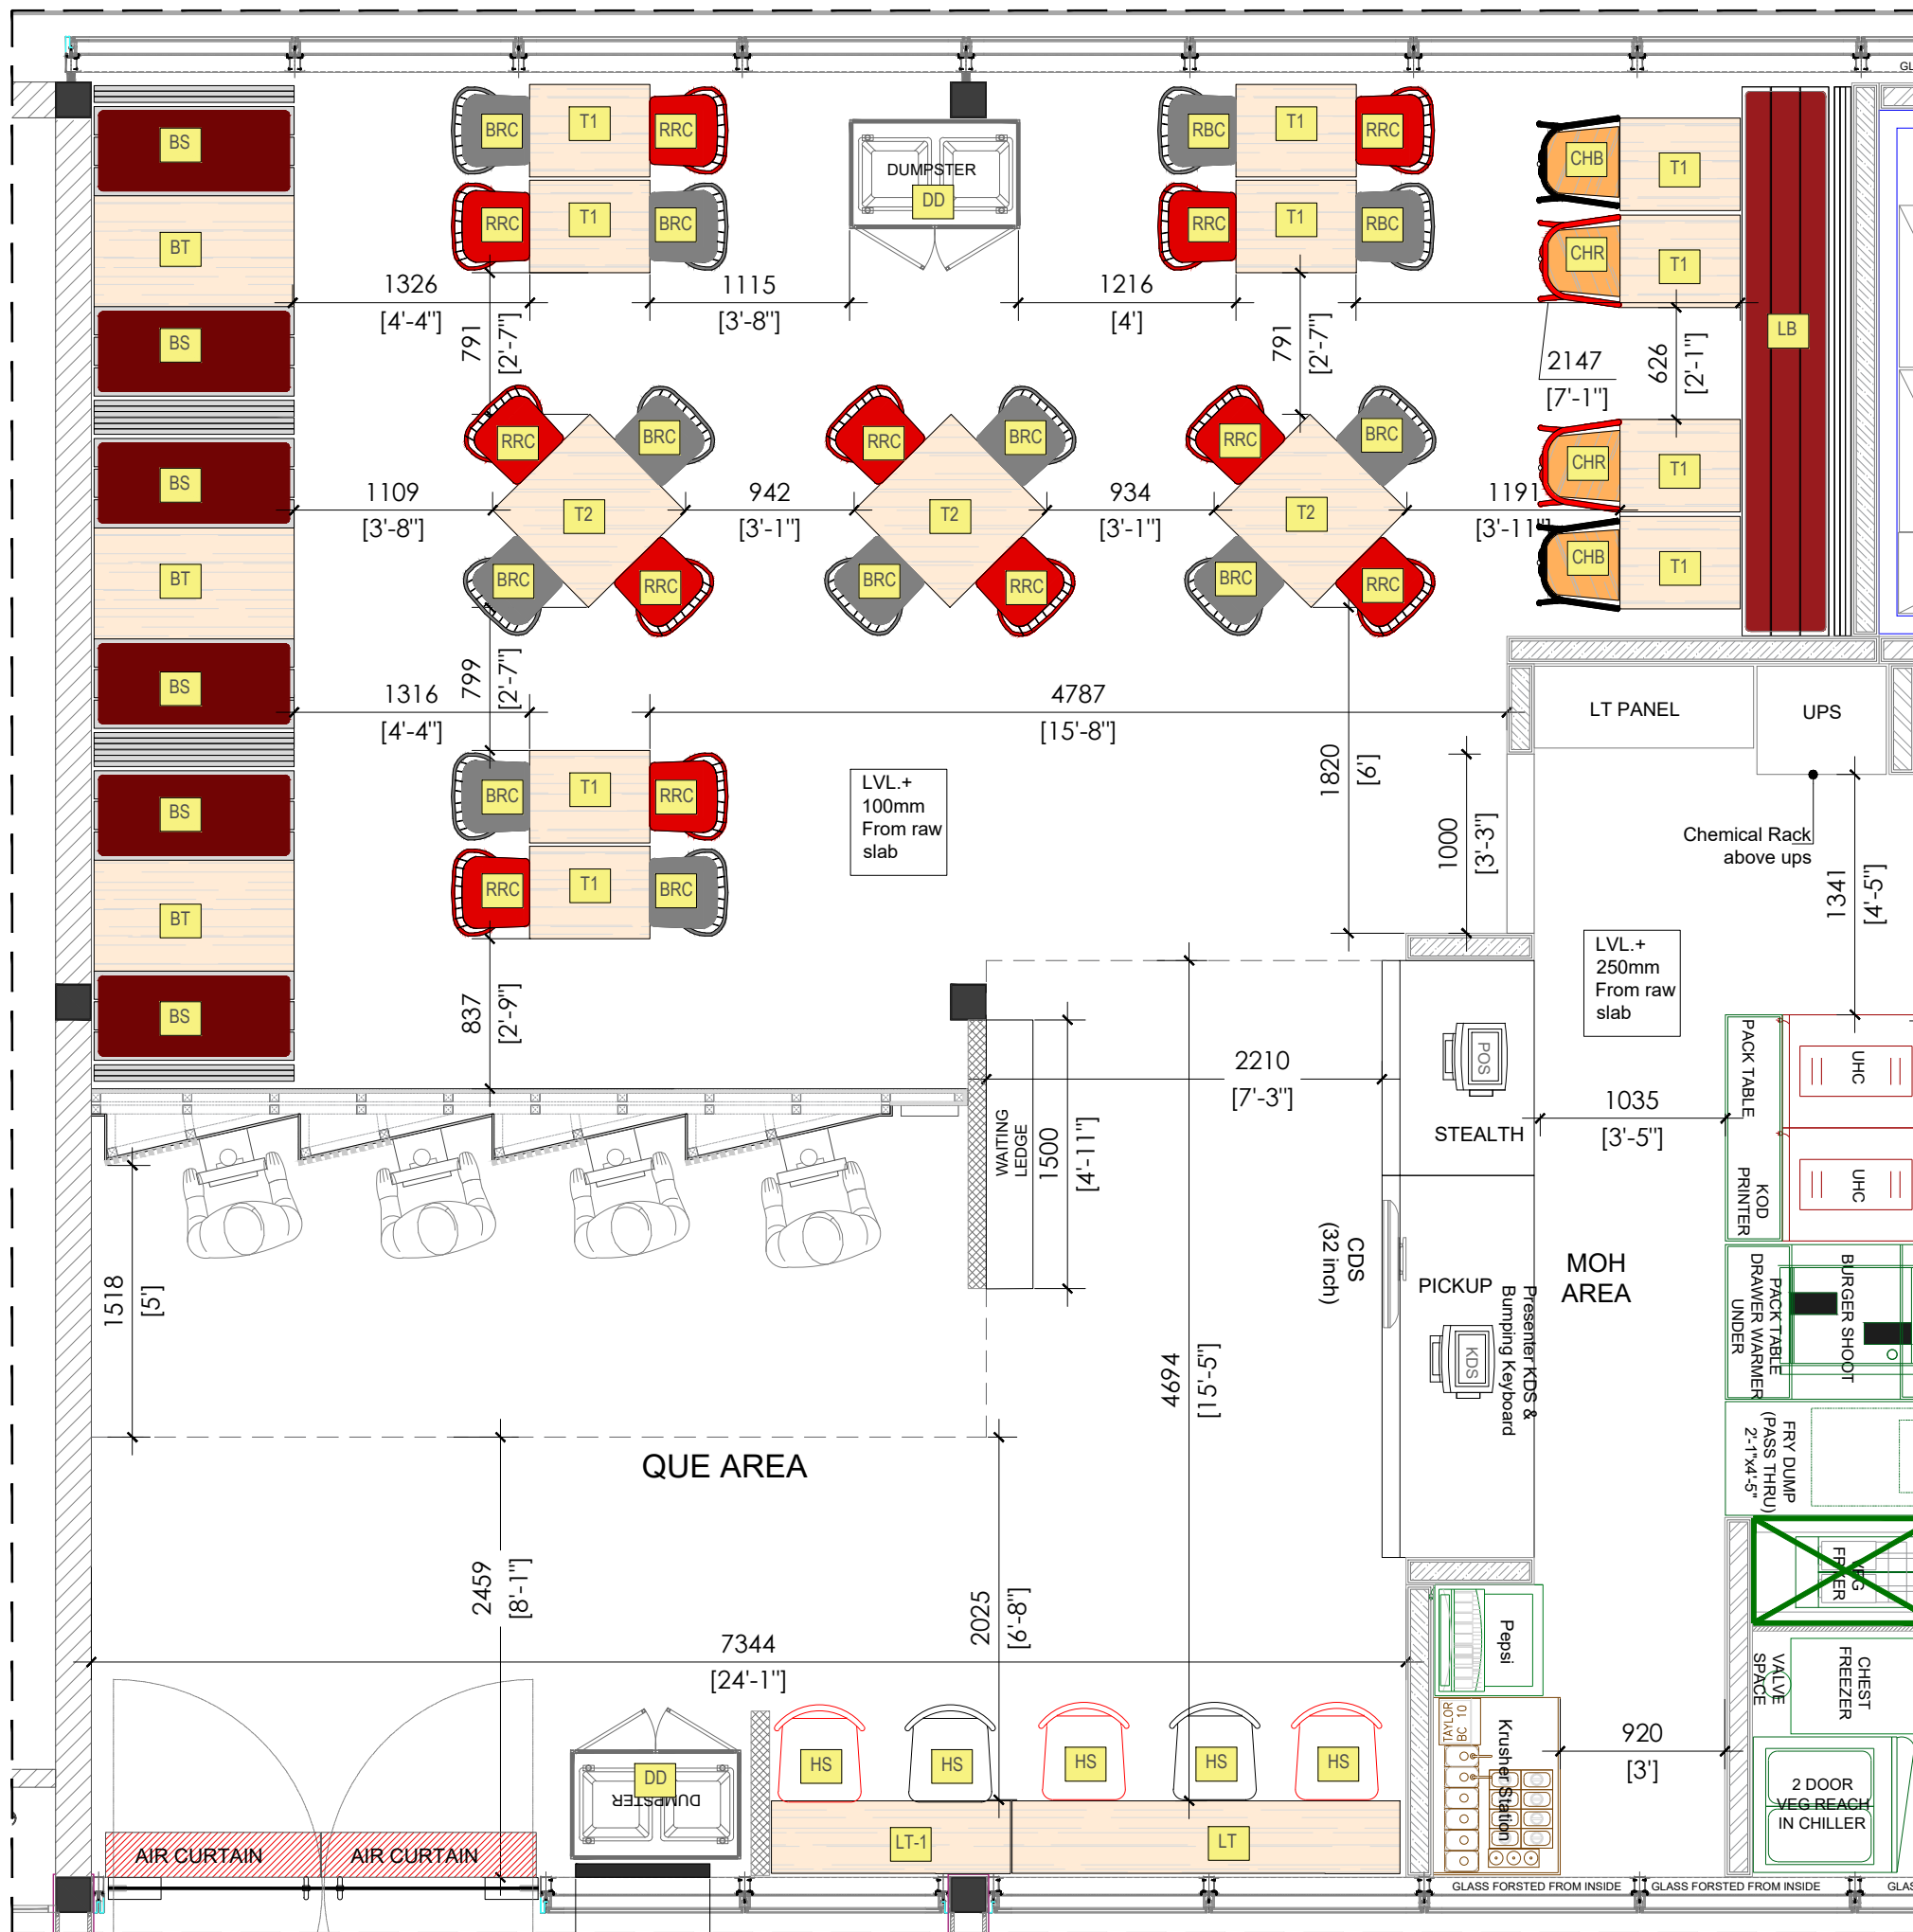 GL
BS
BRC
T1
RRC
RBC
T1
RRC
CHB
T1
DUMPSTER
DD
RRC
T1
BRC
RRC
T1
RBC
BT
CHR
T1
1326
[4'-4"]
1115
[3'-8"]
1216
[4']
791
[2'-7"]
791
[2'-7"]
LB
BS
2147
[7'-1"]
626
[2'-1"]
RRC
BRC
RRC
BRC
RRC
BRC
CHR
T1
BS
1109
[3'-8"]
T2
942
[3'-1"]
T2
934
[3'-1"]
T2
1191
[3'-11"]
BT
BRC
RRC
BRC
RRC
BRC
RRC
CHB
T1
BS
799
[2'-7"]
1316
[4'-4"]
4787
[15'-8"]
LT PANEL
UPS
1820
[6']
BS
BRC
T1
RRC
LVL.+
100mm
From raw
slab
1000
[3'-3"]
Chemical Rack
above ups
1341
[4'-5"]
BT
RRC
T1
BRC
LVL.+
250mm
From raw
slab
BS
837
[2'-9"]
2210
[7'-3"]
POS
STEALTH
1035
[3'-5"]
PACK TABLE
UHC
WAITING
LEDGE
1500
[4'-11"]
KOD
PRINTER
UHC
1518
[5']
CDS
(32 inch)
PICKUP
Presenter KDS &
Bumping Keyboard
KDS
MOH
AREA
PACK TABLE
DRAWER WARMER
UNDER
BURGER SHOOT
4694
[15'-5"]
QUE AREA
FRY DUMP
(PASS THRU)
2'-1"x4'-5"
2459
[8'-1"]
2025
[6'-8"]
VEG
FRYER
7344
[24'-1"]
Pepsi
VALVE
SPACE
CHEST
FREEZER
HS
HS
HS
HS
HS
TAYLOR
BC 10
Krusher Station
920
[3']
DD
DUMPSTER
2 DOOR
VEG REACH
IN CHILLER
AIR CURTAIN
AIR CURTAIN
LT-1
LT
GLASS FORSTED FROM INSIDE
GLASS FORSTED FROM INSIDE
GLAS